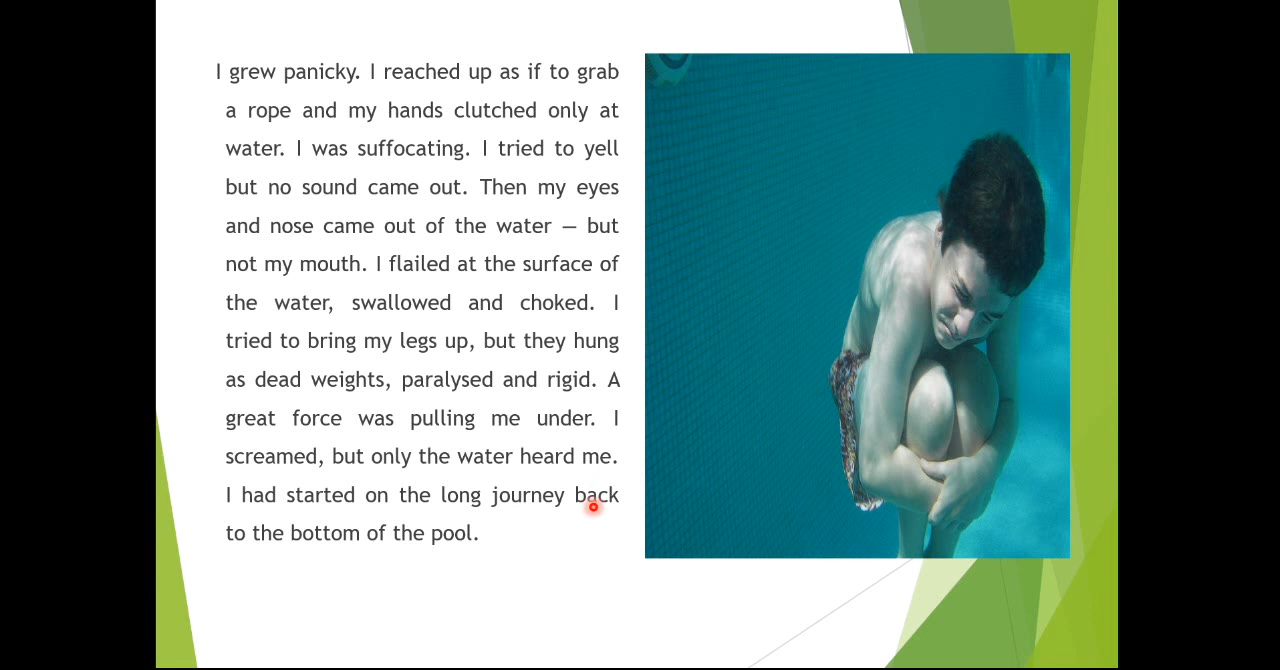 I grew panicky. I reached up as if to grab
a rope and my hands clutched only at
water. I was suffocating. I tried to yell
but no sound came out. Then my eyes
and nose came out of the water — but
not my mouth. I flailed at the surface of
the water, swallowed and choked. I
tried to bring my legs up, but they hung
as dead weights, paralysed and rigid. A
great force was pulling me under. I
screamed, but only the water heard me.
I had started on the long journey back
to the bottom of the pool.